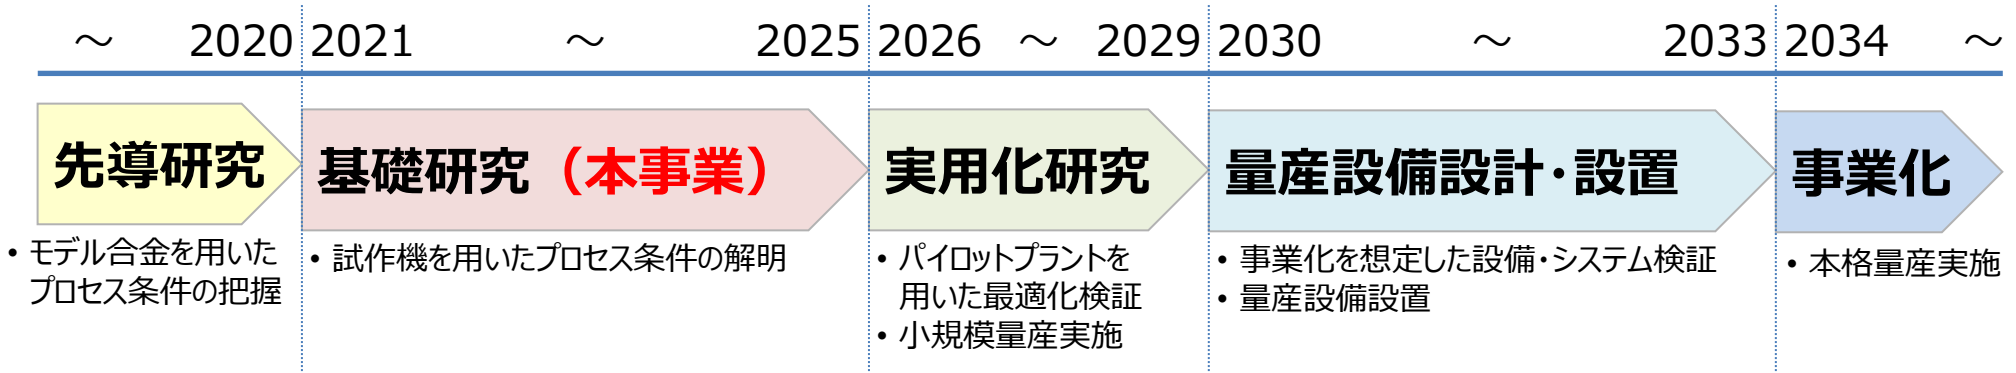 ～ 2020 2021 ～ 2025 2026 ～ 2029 2030 ～ 2033 2034 ～
先導研究
• モデル合金を用いた
プロセス条件の把握
基礎研究（本事業）
• 試作機を用いたプロセス条件の解明
実用化研究
• パイロットプラントを
用いた最適化検証
• 小規模量産実施
量産設備設計・設置
• 事業化を想定した設備・システム検証
• 量産設備設置
事業化
• 本格量産実施